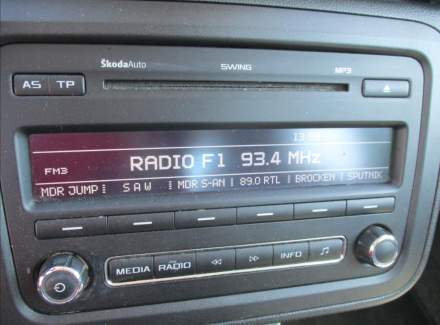 ŠkodaAuto SWING MP3
AS TP
RADIO F1 93.4 MHz
FM3
MDR JUMP SAW MDR S-AN 89.0 RTL BROCKEN SPUTNIK
MEDIA RADIO INFO